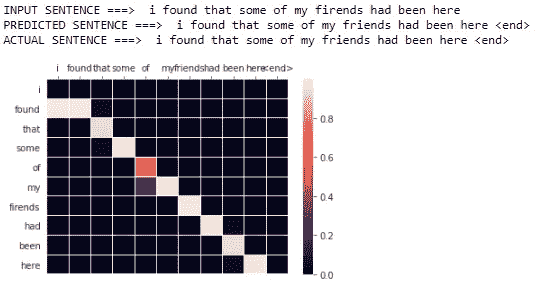 INPUT SENTENCE ===>  i found that some of my firends had been here
PREDICTED SENTENCE ===>  i found that some of my friends had been here <end>
ACTUAL SENTENCE ===>  i found that some of my friends had been here <end>
i found that some of my friends had been here <end>
i
found
that
some
of
my
firends
had
been
here
0.8
0.6
0.4
0.2
0.0